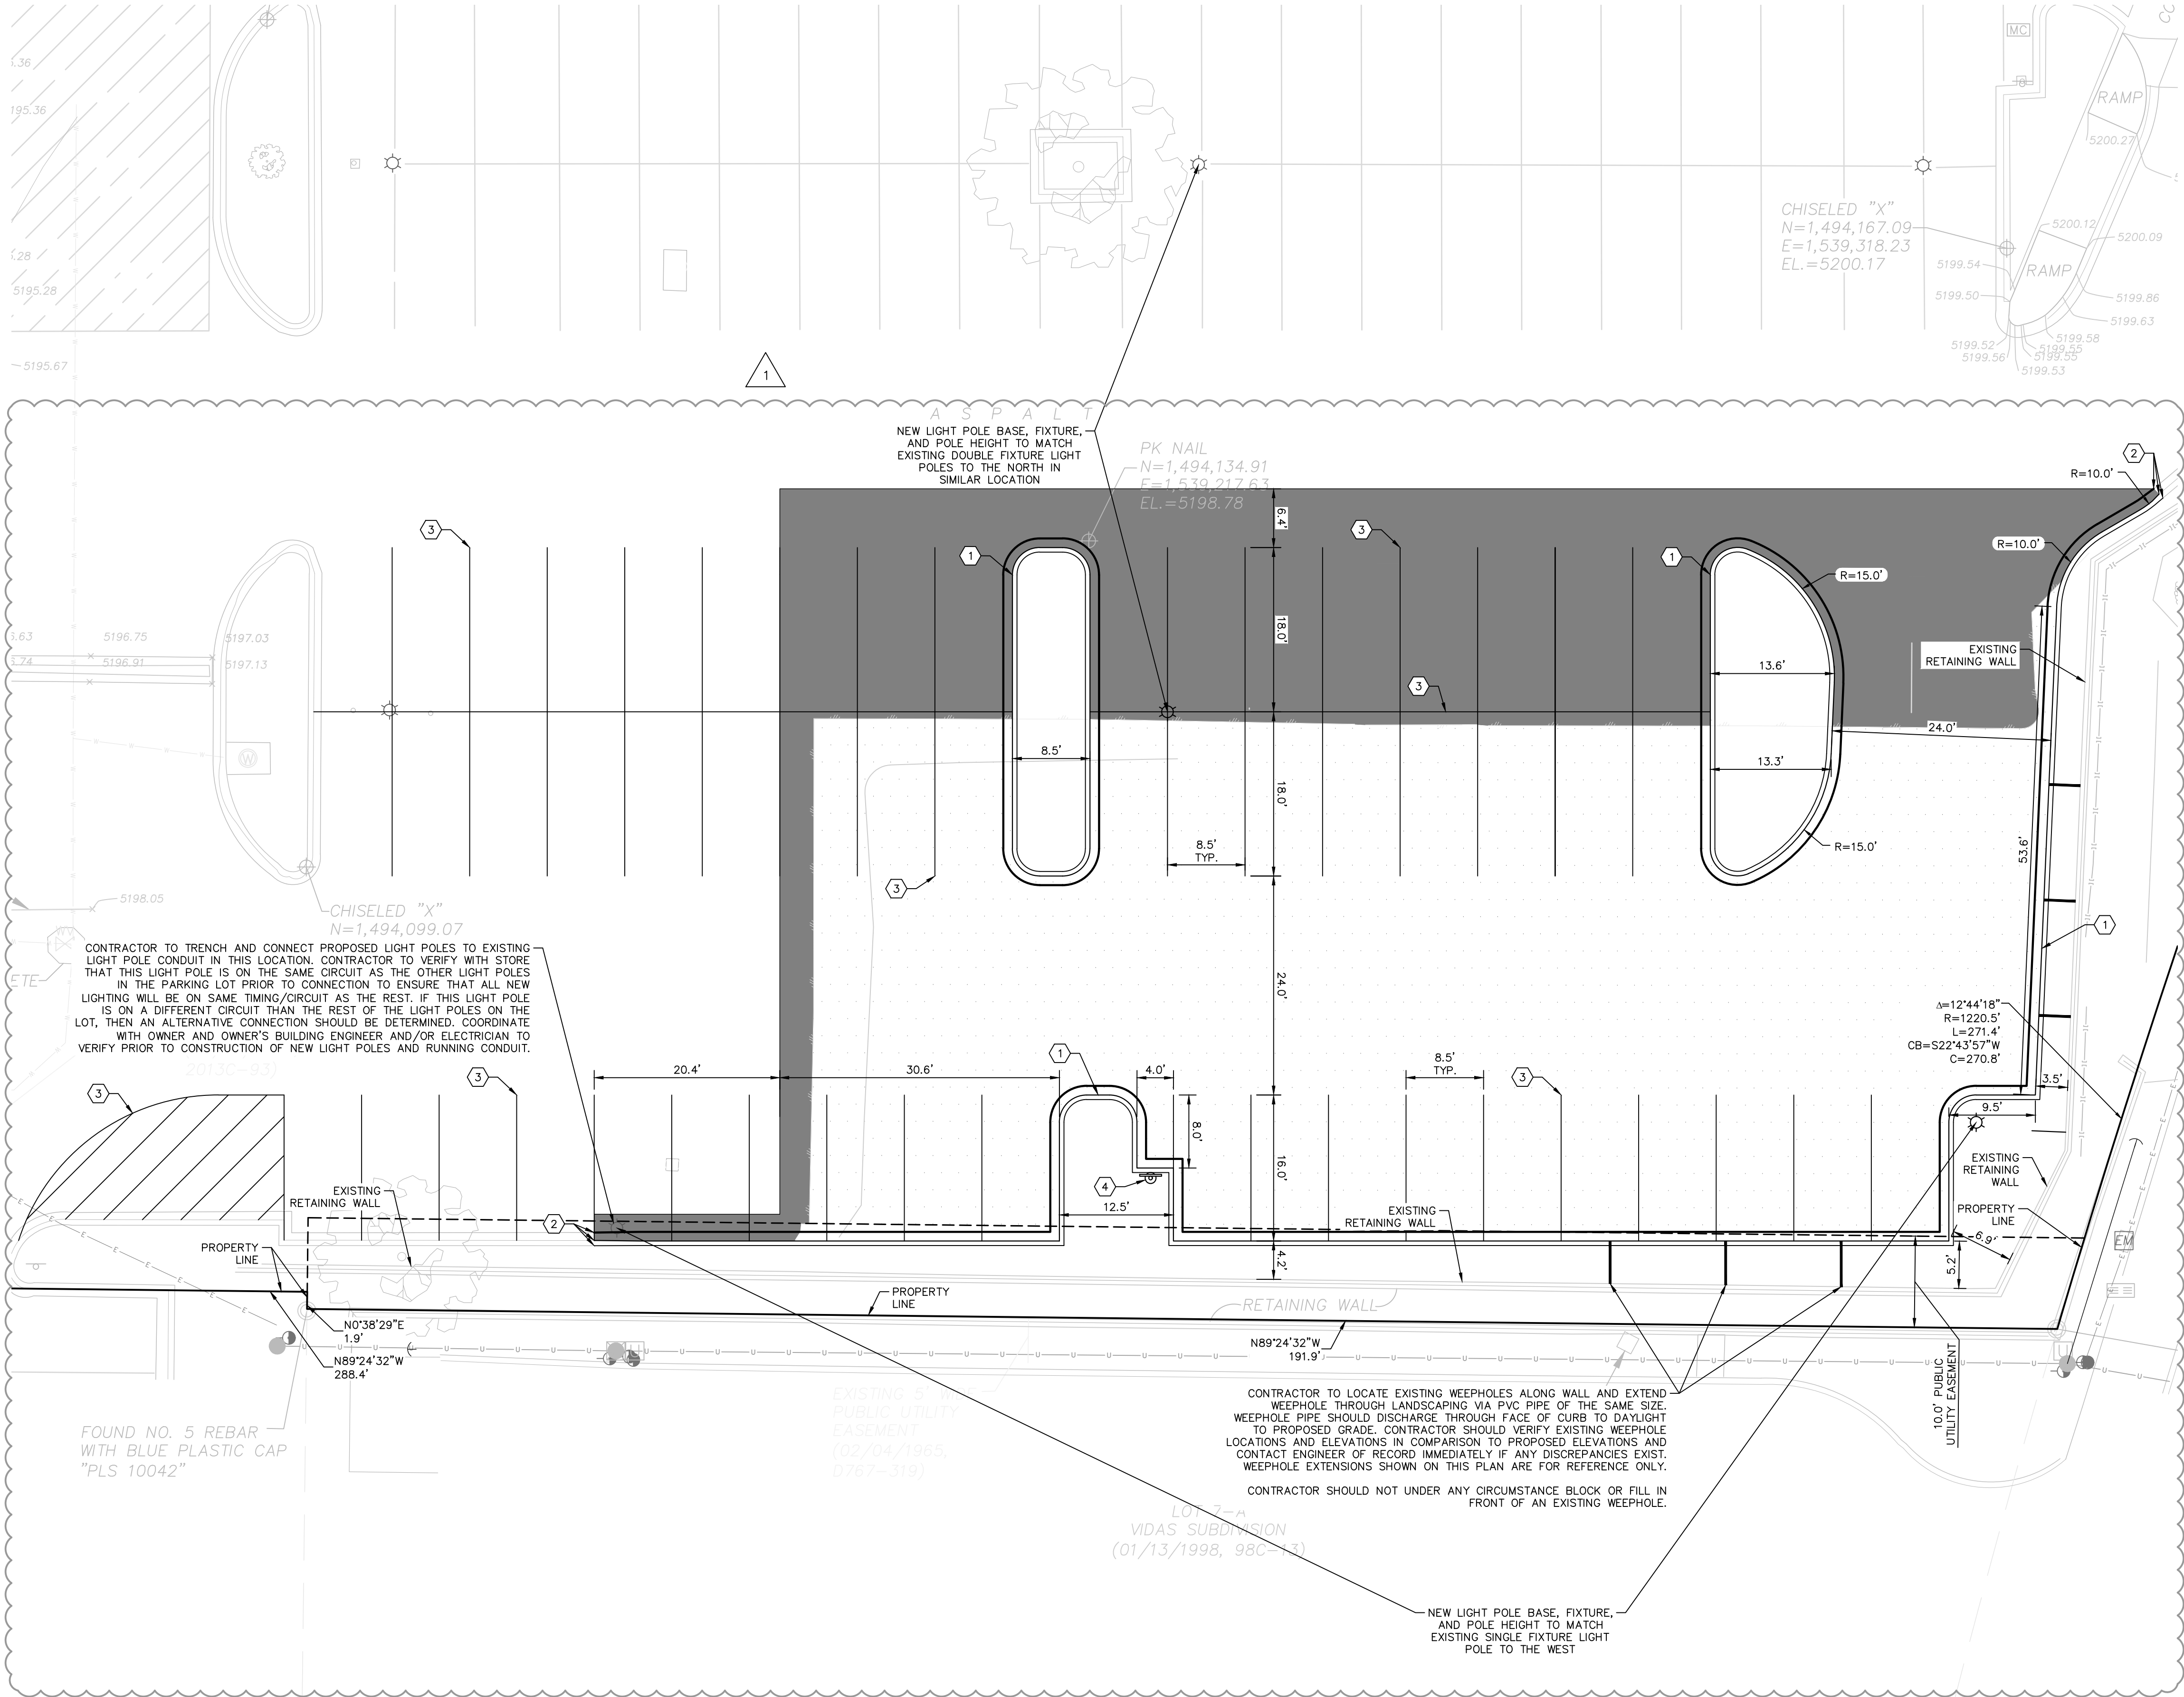 MC
RAMP
5200.27
CHISELED "X"
N=1,494,167.09
E=1,539,318.23
EL.=5200.17
5200.12
5200.09
RAMP
5199.54
5199.50
5199.86
5199.63
5199.58
5199.55
5199.55
5199.52
5199.56
5199.53
195.36
5195.28
5195.67
1
A S P A L T
NEW LIGHT POLE BASE, FIXTURE,
AND POLE HEIGHT TO MATCH
EXISTING DOUBLE FIXTURE LIGHT
POLES TO THE NORTH IN
SIMILAR LOCATION
PK NAIL
N=1,494,134.91
E=1,539,217.63
EL.=5198.78
2
R=10.0'
R=10.0'
3
1
6.4'
3
1
R=15.0'
18.0'
EXISTING
RETAINING WALL
13.6'
3
24.0'
5196.75
5197.03
5196.91
5197.13
W
8.5'
13.3'
18.0'
8.5'
TYP.
R=15.0'
53.6'
3
5198.05
CHISELED "X"
N=1,494,099.07
1
WV
ETE
CONTRACTOR TO TRENCH AND CONNECT PROPOSED LIGHT POLES TO EXISTING
LIGHT POLE CONDUIT IN THIS LOCATION. CONTRACTOR TO VERIFY WITH STORE
THAT THIS LIGHT POLE IS ON THE SAME CIRCUIT AS THE OTHER LIGHT POLES
IN THE PARKING LOT PRIOR TO CONNECTION TO ENSURE THAT ALL NEW
LIGHTING WILL BE ON SAME TIMING/CIRCUIT AS THE REST. IF THIS LIGHT POLE
IS ON A DIFFERENT CIRCUIT THAN THE REST OF THE LIGHT POLES ON THE
LOT, THEN AN ALTERNATIVE CONNECTION SHOULD BE DETERMINED. COORDINATE
WITH OWNER AND OWNER'S BUILDING ENGINEER AND/OR ELECTRICIAN TO
VERIFY PRIOR TO CONSTRUCTION OF NEW LIGHT POLES AND RUNNING CONDUIT.
2013C-93)
24.0'
Δ=12°44'18"
R=1220.5'
L=271.4'
CB=S22°43'57"W
C=270.8'
3
3
20.4'
30.6'
1
4.0'
8.5'
TYP.
3
3.5'
9.5'
8.0'
16.0'
4
12.5'
EXISTING
RETAINING WALL
2
EXISTING
RETAINING WALL
EXISTING
RETAINING
WALL
PROPERTY
LINE
PROPERTY
LINE
4.2'
6.9'
5.2'
EM
PROPERTY
LINE
RETAINING WALL
N0°38'29"E
1.9'
N89°24'32"W
288.4'
N89°24'32"W
191.9'
10.0' PUBLIC
UTILITY EASEMENT
EXISTING 5'
PUBLIC UTILITY
EASEMENT
(02/04/1965,
0767-319)
CONTRACTOR TO LOCATE EXISTING WEEPHOLES ALONG WALL AND EXTEND
WEEPHOLE THROUGH LANDSCAPING VIA PVC PIPE OF THE SAME SIZE.
WEEPHOLE PIPE SHOULD DISCHARGE THROUGH FACE OF CURB TO DAYLIGHT
TO PROPOSED GRADE. CONTRACTOR SHOULD VERIFY EXISTING WEEPHOLE
LOCATIONS AND ELEVATIONS IN COMPARISON TO PROPOSED ELEVATIONS AND
CONTACT ENGINEER OF RECORD IMMEDIATELY IF ANY DISCREPANCIES EXIST.
WEEPHOLE EXTENSIONS SHOWN ON THIS PLAN ARE FOR REFERENCE ONLY.
CONTRACTOR SHOULD NOT UNDER ANY CIRCUMSTANCE BLOCK OR FILL IN
FRONT OF AN EXISTING WEEPHOLE.
FOUND NO. 5 REBAR
WITH BLUE PLASTIC CAP
"PLS 10042"
LOT 7-A
VIDAS SUBDIVISION
(01/13/1998, 98C-13)
NEW LIGHT POLE BASE, FIXTURE,
AND POLE HEIGHT TO MATCH
EXISTING SINGLE FIXTURE LIGHT
POLE TO THE WEST